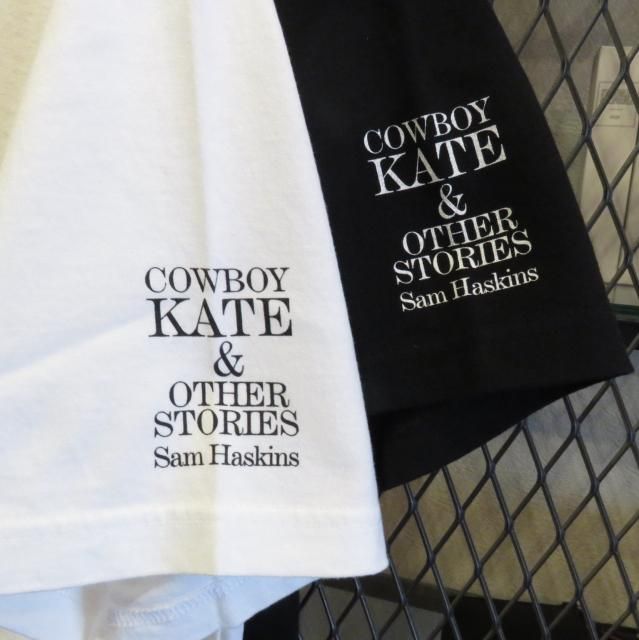 COWBOY
KATE
&
OTHER
STORIES
Sam Haskins
COWBOY
KATE
&
OTHER
STORIES
Sam Haskins